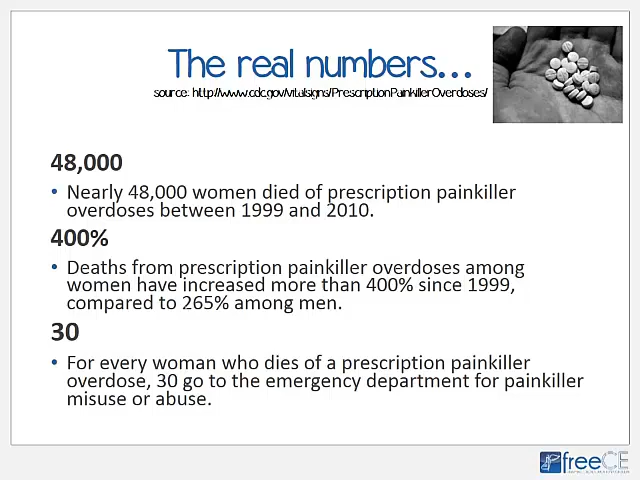 The real numbers...
source: http://www.cdc.gov/vitalsigns/PrescriptionPainkillerOverdoses/
48,000
• Nearly 48,000 women died of prescription painkiller
overdoses between 1999 and 2010.
400%
• Deaths from prescription painkiller overdoses among
women have increased more than 400% since 1999,
compared to 265% among men.
30
• For every woman who dies of a prescription painkiller
overdose, 30 go to the emergency department for painkiller
misuse or abuse.
freeCE